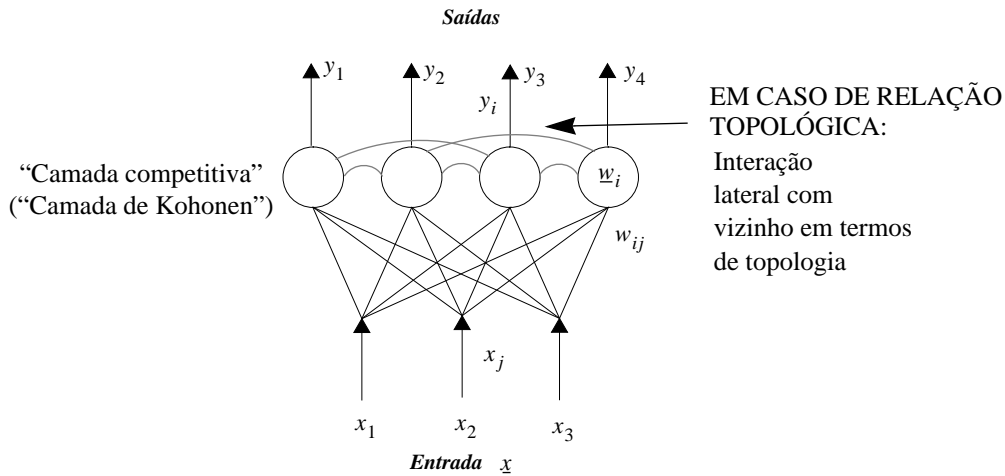 Saídas
y1 y2 y3 y4
yi
EM CASO DE RELAÇÃO
TOPOLÓGICA:
Interação
lateral com
vizinho em termos
de topologia
“Camada competitiva”
(“Camada de Kohonen”)
wi
wij
xj
x1 x2 x3
Entrada x